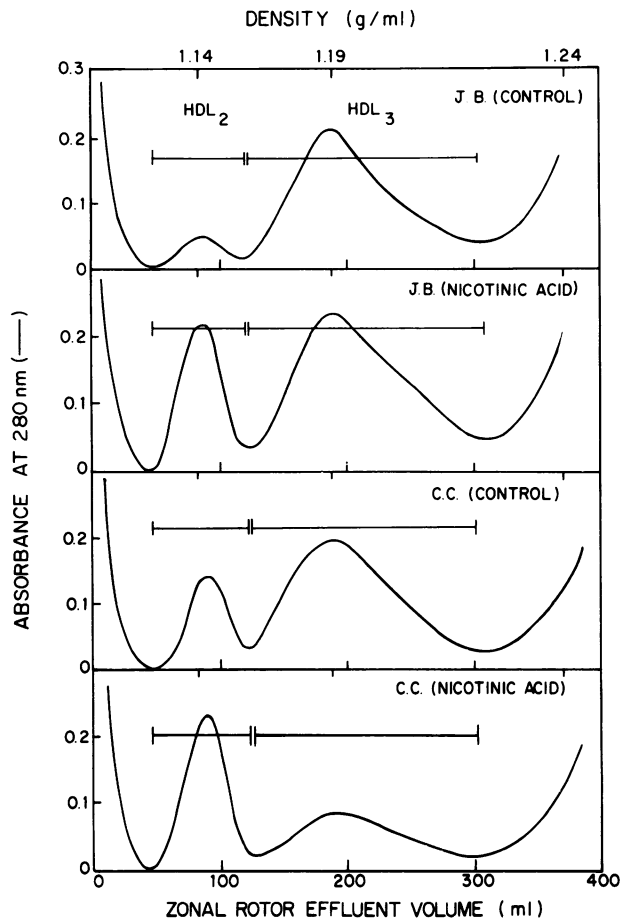 DENSITY (g/ml)
1.14 1.19 1.24
0.3
J. B. (CONTROL)
HDL2 HDL3
0.2
0.1
0
J.B. (NICOTINIC ACID)
0.2
0.1
0
C.C. (CONTROL)
0.2
0.1
0
C.C. (NICOTINIC ACID)
0.2
0.1
0
0 100 200 300 400
ZONAL ROTOR EFFLUENT VOLUME (ml)
ABSORBANCE AT 280 nm (—)